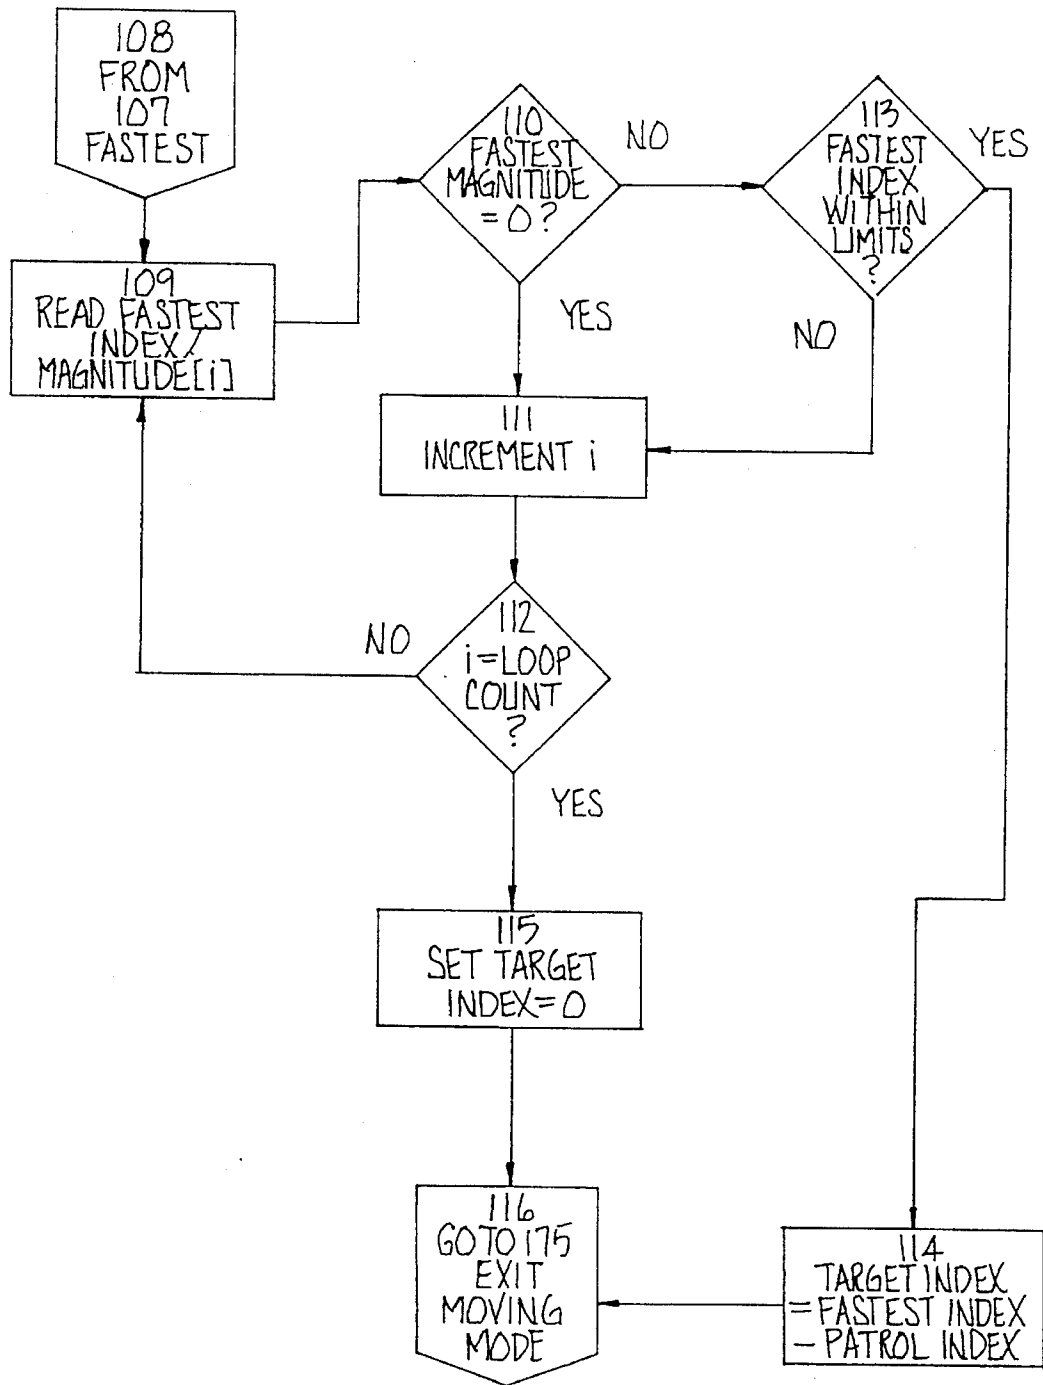 108
FROM
107
FASTEST
109
READ FASTEST
INDEX/
MAGNITUDE[i]
110
FASTEST
MAGNITUDE
=0?
NO
YES
113
FASTEST
INDEX
WITHIN
LIMITS
?
YES
NO
111
INCREMENT i
112
i=LOOP
COUNT
?
NO
YES
115
SET TARGET
INDEX=0
116
GO TO 175
EXIT
MOVING
MODE
114
TARGET INDEX
=FASTEST INDEX
-PATROL INDEX